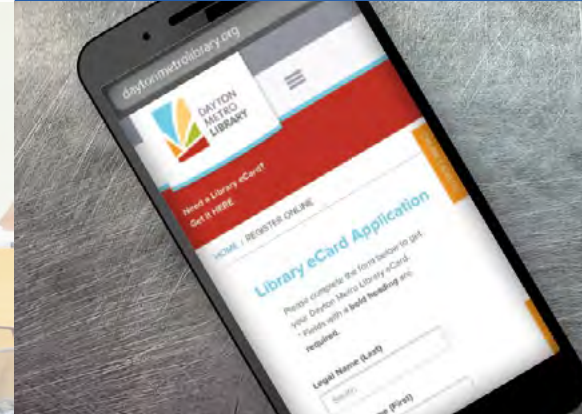 daytonmetrolibrary.org
DAYTON
METRO
LIBRARY
Need a Library eCard?
Get it HERE
HOME / REGISTER ONLINE
Library eCard Application
Please complete the form below to get
your Dayton Metro Library eCard.
* Fields with a bold heading are
required.
Legal Name (Last)
(First)